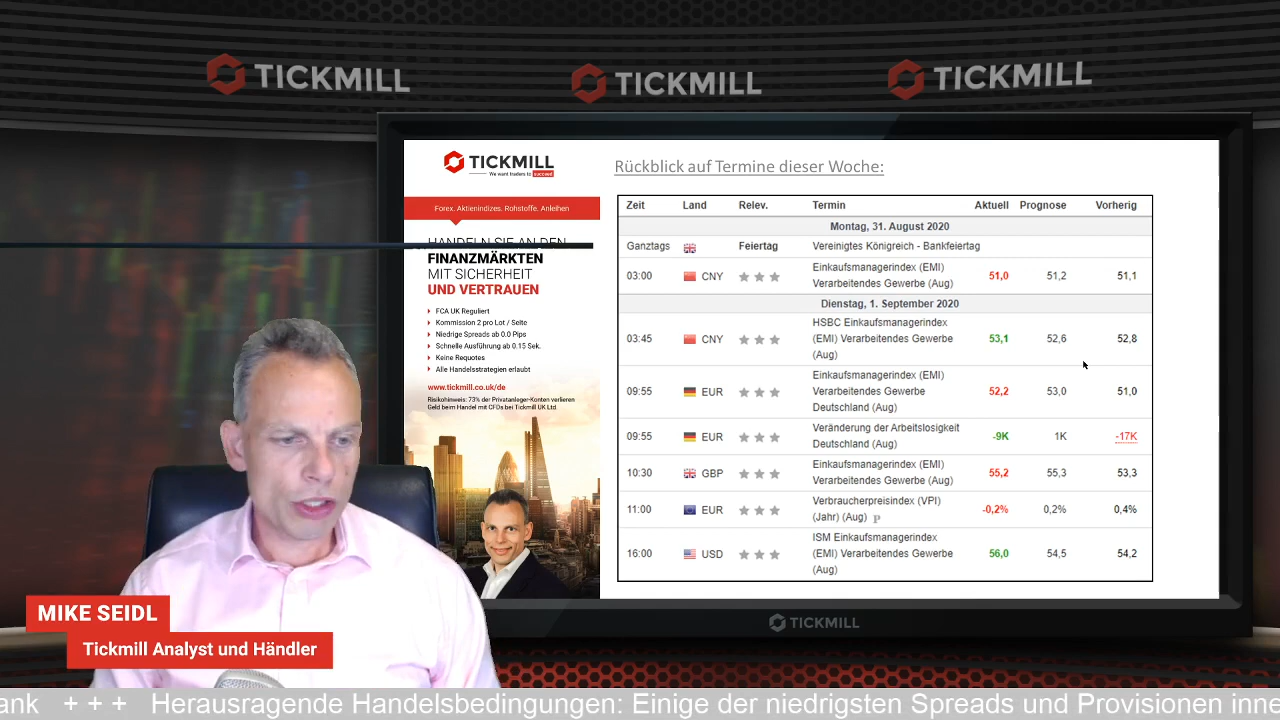 TICKMILL
TICKMILL
TICKMILL
TICKMILL
We want traders to succeed
Forex. Aktienindizes. Rohstoffe. Anleihen
HANDELN SIE AN DEN
FINANZMÄRKTEN
MIT SICHERHEIT
UND VERTRAUEN
FCA UK Reguliert
Kommission 2 pro Lot / Seite
Niedrige Spreads ab 0.0 Pips
Schnelle Ausführung ab 0.15 Sek.
Keine Requotes
Alle Handelsstrategien erlaubt
www.tickmill.co.uk/de
Risikohinweis: 73% der Privatanleger-Konten verlieren
Geld beim Handel mit CFDs bei Tickmill UK Ltd.
Rückblick auf Termine dieser Woche:
Zeit Land Relev. Termin Aktuell Prognose Vorherig
Montag, 31. August 2020
Ganztags Feiertag Vereinigtes Königreich - Bankfeiertag
03:00 CNY Einkaufsmanagerindex (EMI) 51,0 51,2 51,1
Verarbeitendes Gewerbe (Aug)
Dienstag, 1. September 2020
HSBC Einkaufsmanagerindex
03:45 CNY (EMI) Verarbeitendes Gewerbe 53,1 52,6 52,8
(Aug)
Einkaufsmanagerindex (EMI)
09:55 EUR Verarbeitendes Gewerbe 52,2 53,0 51,0
Deutschland (Aug)
09:55 EUR Veränderung der Arbeitslosigkeit -9K 1K -17K
Deutschland (Aug)
10:30 GBP Einkaufsmanagerindex (EMI) 55,2 55,3 53,3
Verarbeitendes Gewerbe (Aug)
11:00 EUR Verbraucherpreisindex (VPI) -0,2% 0,2% 0,4%
(Jahr) (Aug) P
ISM Einkaufsmanagerindex
16:00 USD (EMI) Verarbeitendes Gewerbe 56,0 54,5 54,2
(Aug)
TICKMILL
MIKE SEIDL
Tickmill Analyst und Händler
ank + + + Herausragende Handelsbedingungen: Einige der niedrigsten Spreads und Provisionen inne